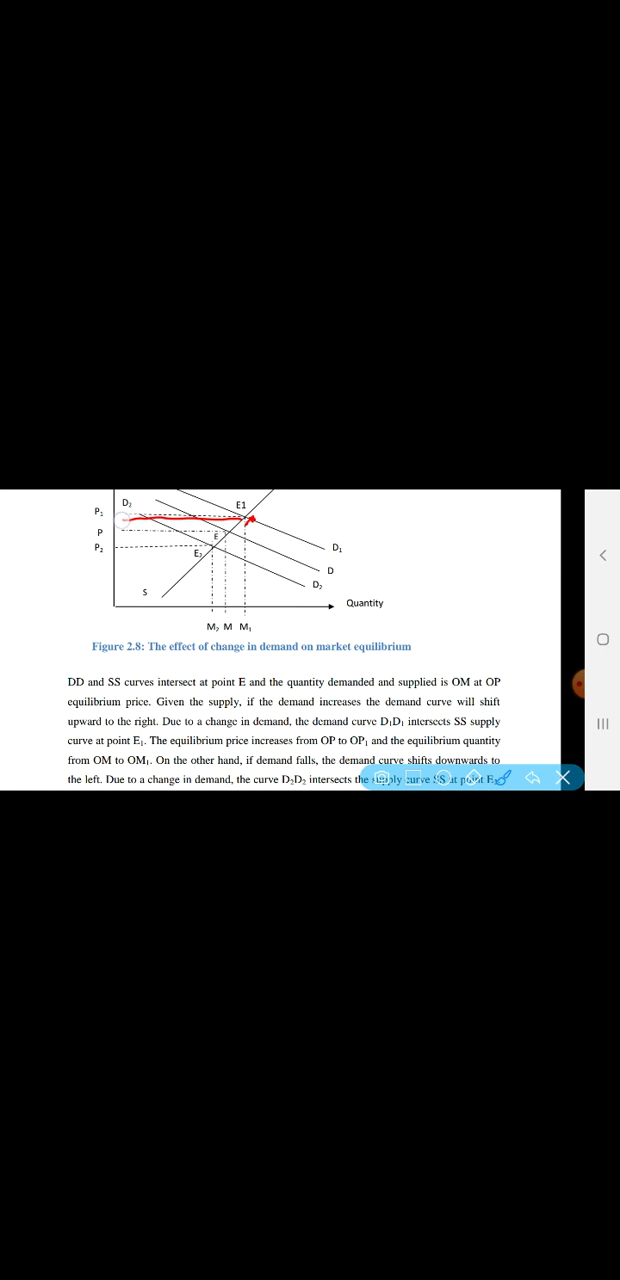 D₂
E1
P₁
P
E
P₂
E₂
D₁
D
D₂
S
Quantity
M₂ M M₁
Figure 2.8: The effect of change in demand on market equilibrium
DD and SS curves intersect at point E and the quantity demanded and supplied is OM at OP
equilibrium price. Given the supply, if the demand increases the demand curve will shift
upward to the right. Due to a change in demand, the demand curve D₁D₁ intersects SS supply
curve at point E₁. The equilibrium price increases from OP to OP₁ and the equilibrium quantity
from OM to OM₁. On the other hand, if demand falls, the demand curve shifts downwards to
the left. Due to a change in demand, the curve D₂D₂ intersects the supply curve SS at point E₂